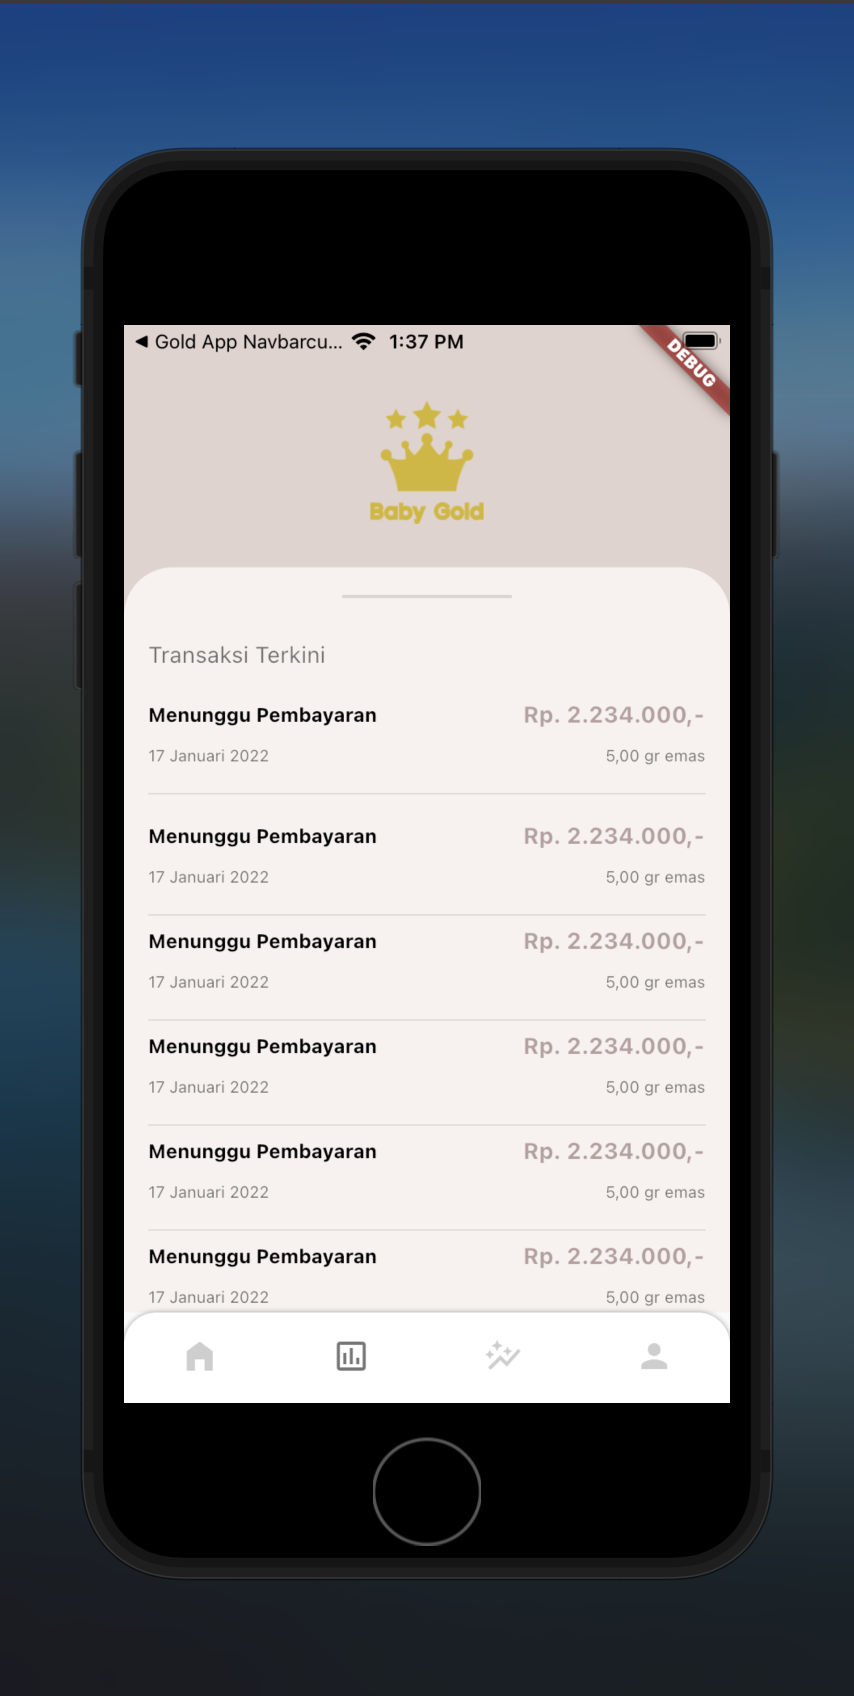 ◀ Gold App Navbarcu... 1:37 PM
DEBUG
Baby Gold
Transaksi Terkini
Menunggu Pembayaran Rp. 2.234.000,-
17 Januari 2022 5,00 gr emas
Menunggu Pembayaran Rp. 2.234.000,-
17 Januari 2022 5,00 gr emas
Menunggu Pembayaran Rp. 2.234.000,-
17 Januari 2022 5,00 gr emas
Menunggu Pembayaran Rp. 2.234.000,-
17 Januari 2022 5,00 gr emas
Menunggu Pembayaran Rp. 2.234.000,-
17 Januari 2022 5,00 gr emas
Menunggu Pembayaran Rp. 2.234.000,-
17 Januari 2022 5,00 gr emas